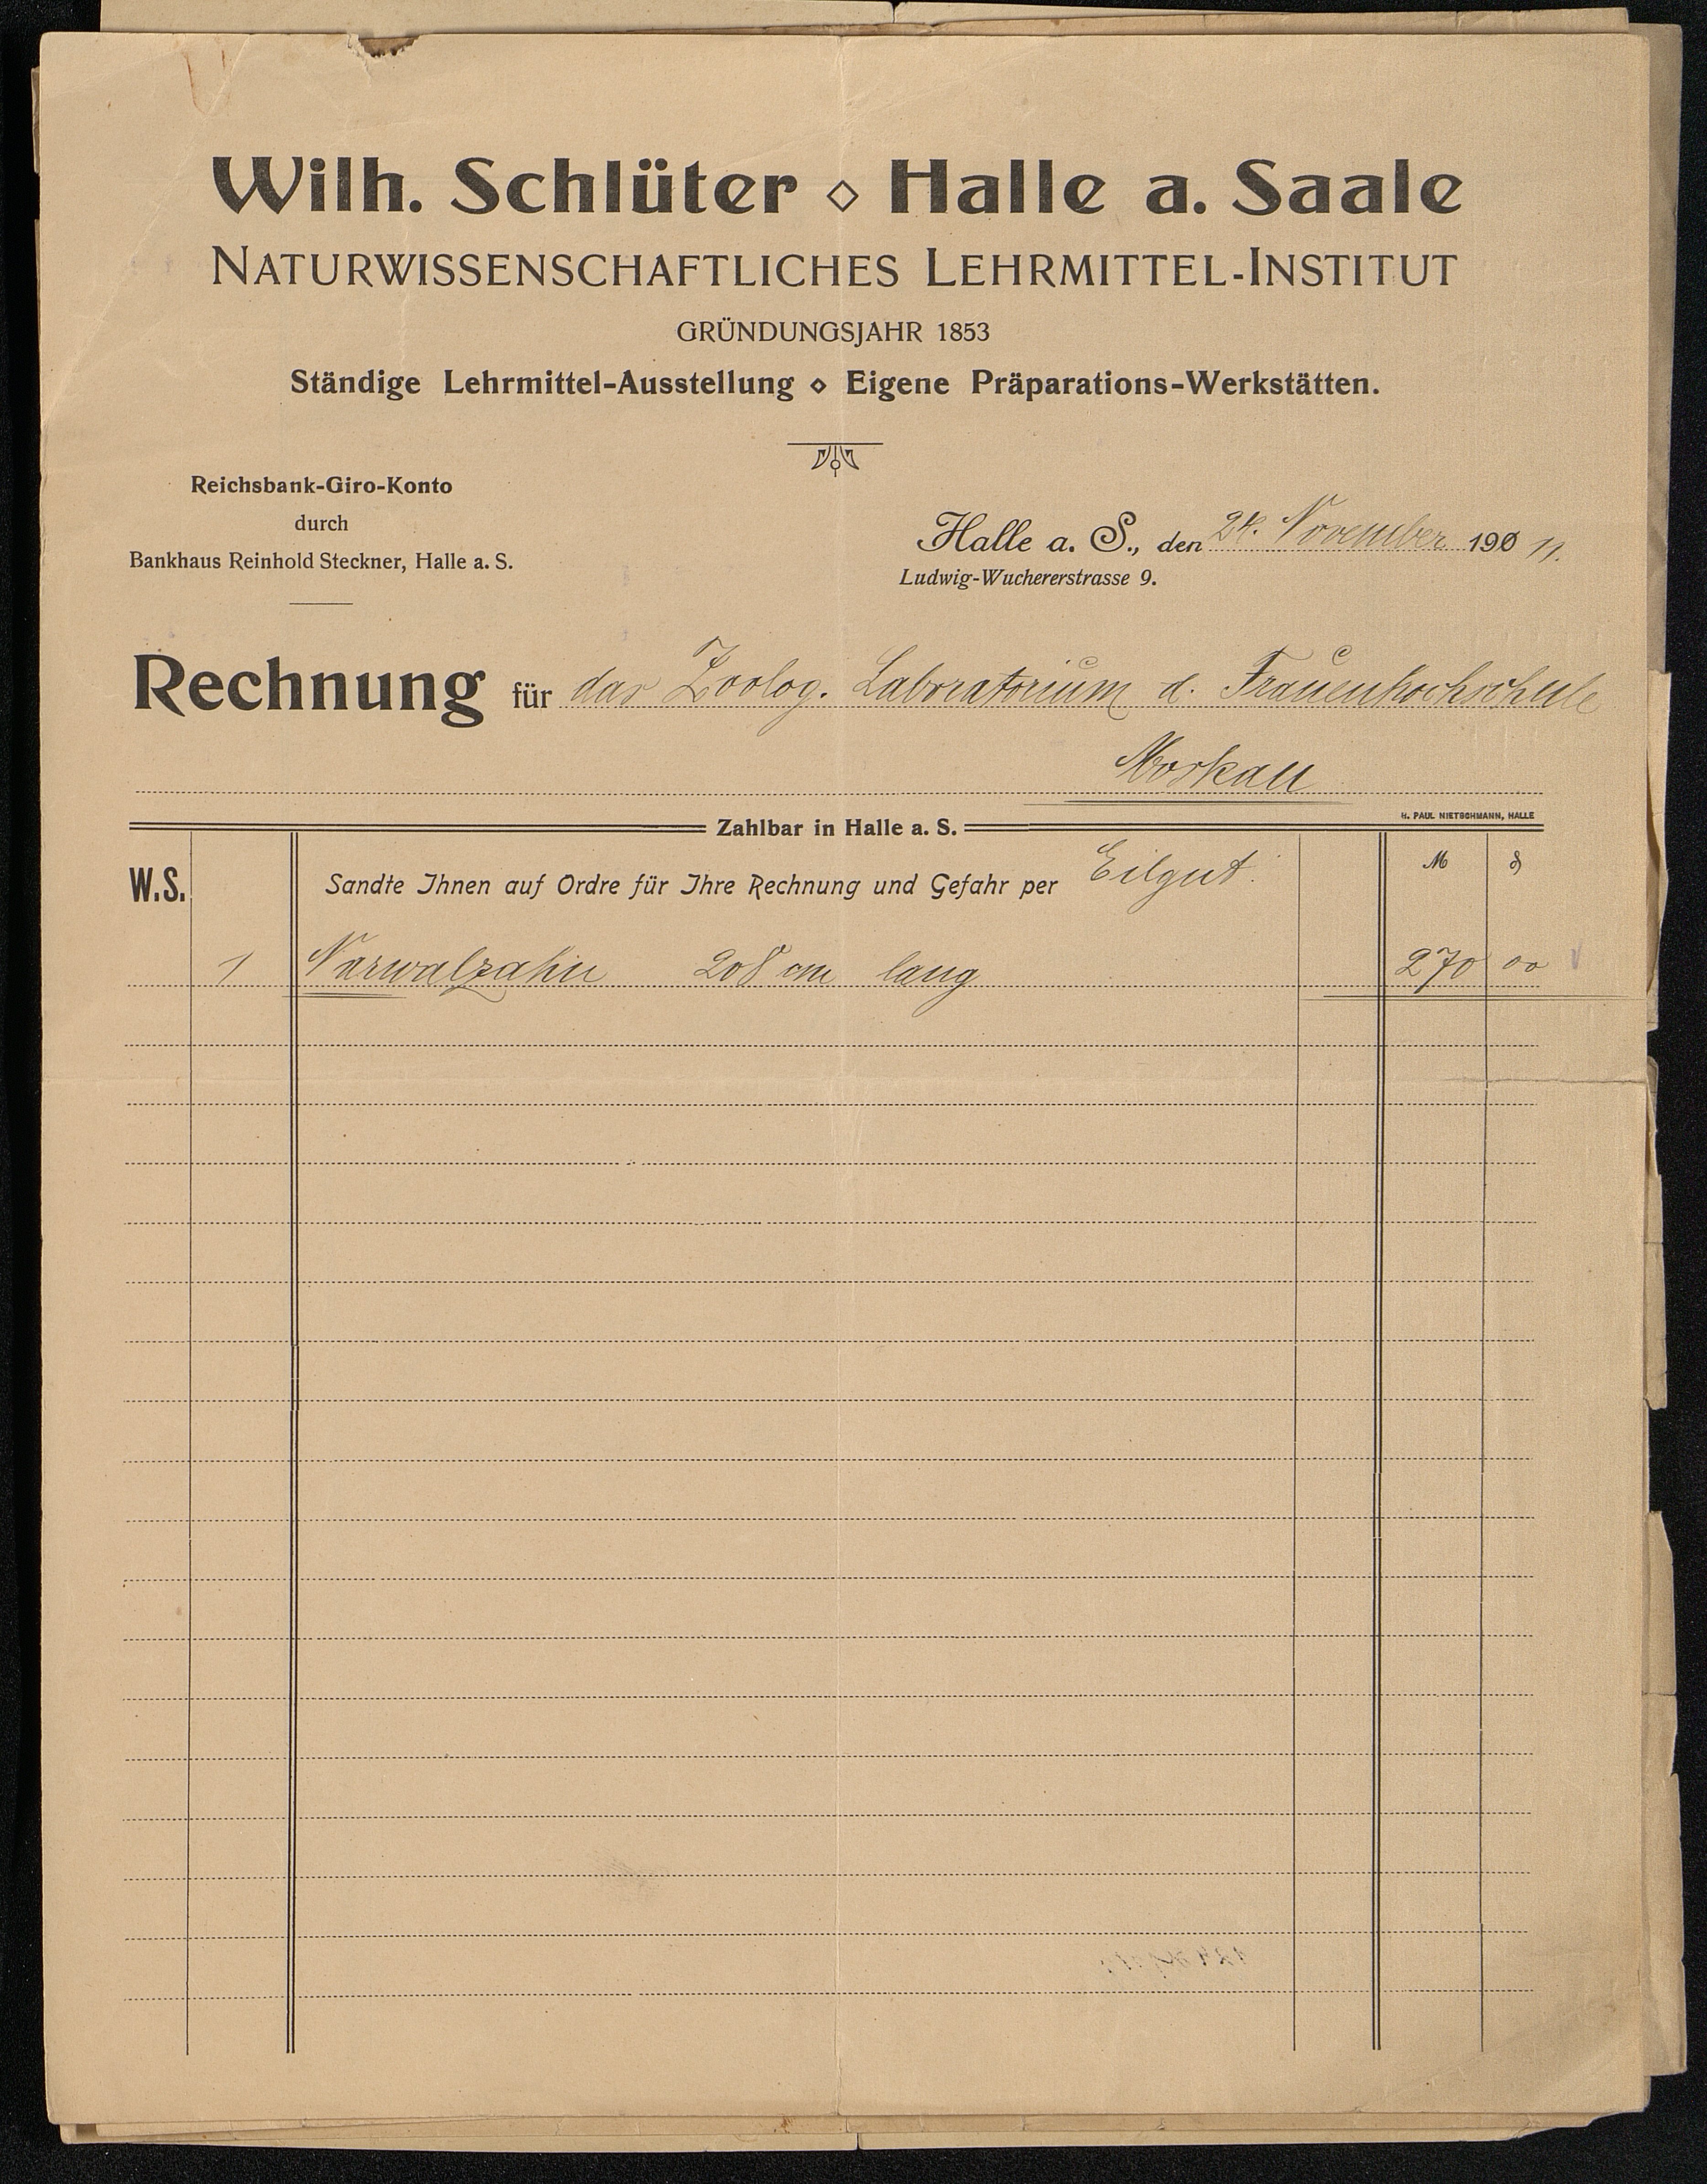 Wilh. Schlüter ◇ Halle a. Saale
NATURWISSENSCHAFTLICHES LEHRMITTEL-INSTITUT
GRÜNDUNGSJAHR 1853
Ständige Lehrmittel-Ausstellung ◇ Eigene Präparations-Werkstätten.
Reichsbank-Giro-Konto
durch
Bankhaus Reinhold Steckner, Halle a. S.
Halle a. S., den 24. November 190 11.
Ludwig-Wuchererstrasse 9.
Rechnung für das Zoolog. Laboratorium d. Frauenhochschule
Moskau
H. PAUL NIETSCHMANN, HALLE
Zahlbar in Halle a. S.
M ₰
W.S. Sandte Ihnen auf Ordre für Ihre Rechnung und Gefahr per Eilgut.
1 Narwalzahn 208 cm lang 270 00